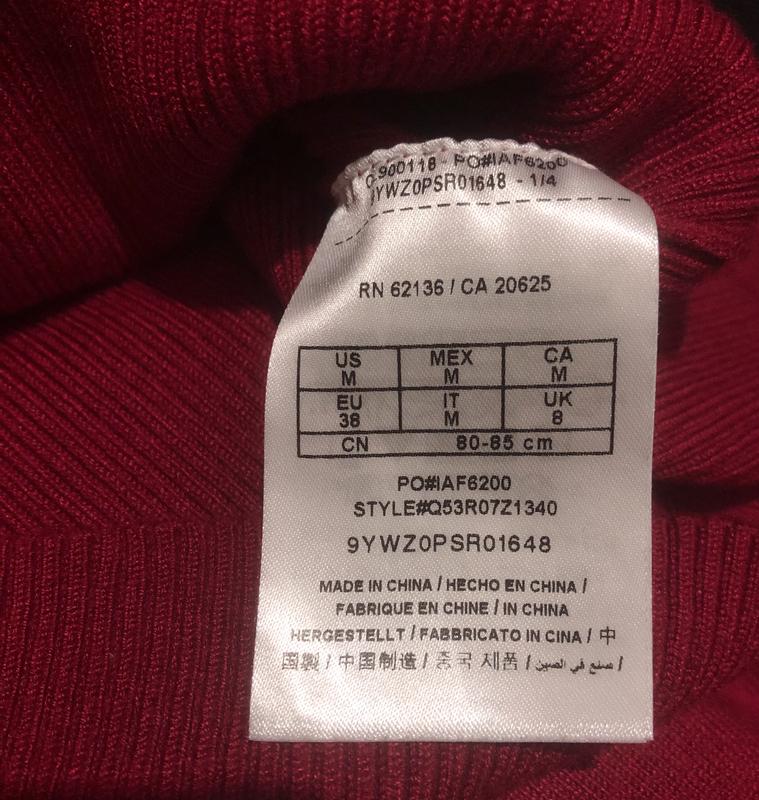 900118 - PO#IAF6200
9YWZ0PSR01648 - 1/4
RN 62136 / CA 20625
US MEX CA
M M M
EU IT UK
38 M 8
CN 80-85 cm
PO#IAF6200
STYLE#Q53R07Z1340
9YWZ0PSR01648
MADE IN CHINA / HECHO EN CHINA /
FABRIQUE EN CHINE / IN CHINA
HERGESTELLT / FABBRICATO IN CINA / 中
国製 / 中国制造 / 중국 제품 / صنع في الصين /